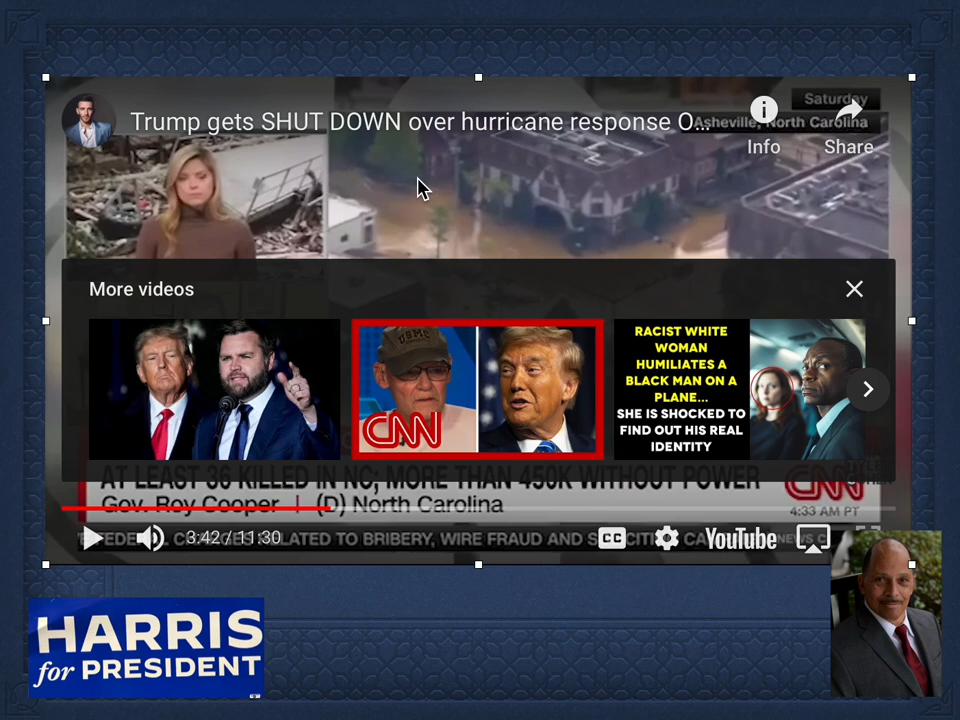 Saturday
Trump gets SHUT DOWN over hurricane response O...
Asheville, North Carolina
Info
Share
More videos
USMC
CNN
RACIST WHITE
WOMAN
HUMILIATES A
BLACK MAN ON A
PLANE...
SHE IS SHOCKED TO
FIND OUT HIS REAL
IDENTITY
AT LEAST 36 KILLED IN NC; MORE THAN 450K WITHOUT POWER
Gov. Roy Cooper | (D) North Carolina
CNN
4:33 AM PT
3:42 / 11:30
LATED TO BRIBERY, WIRE FRAUD AND
CC
YouTube
HARRIS
for PRESIDENT